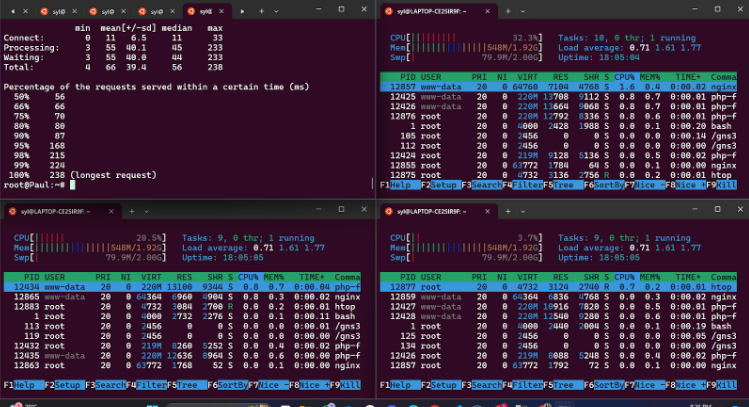 syl@ syl@ syl@ syl@
min mean[+/-sd] median max
Connect: 0 11 6.5 11 33
Processing: 3 55 40.1 45 233
Waiting: 3 55 40.0 44 233
Total: 4 66 39.4 56 238
Percentage of the requests served within a certain time (ms)
50% 56
66% 66
75% 70
80% 80
90% 87
95% 168
98% 215
99% 224
100% 238 (longest request)
root@Paul:~#
syl@LAPTOP-CE2SIR9F: ~
CPU[ 32.3%] Tasks: 10, 0 thr; 1 running
Mem[ 548M/1.92G] Load average: 0.71 1.61 1.77
Swp[ 79.9M/2.00G] Uptime: 18:05:04
PID USER PRI NI VIRT RES SHR S CPU% MEM% TIME+ Comma
12857 www-data 20 0 64760 7104 4768 S 1.6 0.4 0:00.02 nginx
12425 www-data 20 0 220M 13708 9112 S 0.8 0.7 0:00.01 php-f
12426 www-data 20 0 220M 13664 9068 S 0.8 0.7 0:00.01 php-f
12876 root 20 0 220M 12792 8336 S 0.8 0.6 0:00.01 php-f
1 root 20 0 4000 2428 1988 S 0.0 0.1 0:00.20 bash
105 root 20 0 2456 0 0 S 0.0 0.0 0:00.14 /gns3
112 root 20 0 2456 0 0 S 0.0 0.0 0:00.00 /gns3
12424 root 20 0 219M 9128 5136 S 0.0 0.5 0:00.02 php-f
12855 root 20 0 63772 1784 64 S 0.0 0.1 0:00.00 nginx
12875 root 20 0 4732 3136 2756 R 0.0 0.2 0:00.01 htop
F1Help F2Setup F3SearchF4FilterF5Tree F6SortByF7Nice -F8Nice +F9Kill
syl@LAPTOP-CE2SIR9F: ~
CPU[ 20.5%] Tasks: 9, 0 thr; 1 running
Mem[ 548M/1.92G] Load average: 0.71 1.61 1.77
Swp[ 79.9M/2.00G] Uptime: 18:05:05
PID USER PRI NI VIRT RES SHR S CPU% MEM% TIME+ Comma
12434 www-data 20 0 220M 13100 9344 S 0.8 0.7 0:00.04 php-f
12865 www-data 20 0 64364 6960 4904 S 0.8 0.3 0:00.02 nginx
12883 root 20 0 4732 3084 2700 R 0.0 0.2 0:00.01 htop
1 root 20 0 4000 2732 2276 S 0.0 0.1 0:00.11 bash
113 root 20 0 2456 0 0 S 0.0 0.0 0:00.01 /gns3
119 root 20 0 2456 0 0 S 0.0 0.0 0:00.00 /gns3
12432 root 20 0 219M 8260 5252 S 0.0 0.4 0:00.02 php-f
12435 www-data 20 0 220M 12636 8964 S 0.0 0.6 0:00.00 php-f
12863 root 20 0 63772 1768 52 S 0.0 0.1 0:00.00 nginx
F1Help F2Setup F3SearchF4FilterF5Tree F6SortByF7Nice -F8Nice +F9Kill
syl@LAPTOP-CE2SIR9F: ~
CPU[ 3.7%] Tasks: 9, 0 thr; 1 running
Mem[ 548M/1.92G] Load average: 0.71 1.61 1.77
Swp[ 79.9M/2.00G] Uptime: 18:05:05
PID USER PRI NI VIRT RES SHR S CPU% MEM% TIME+ Comma
12877 root 20 0 4732 3124 2740 R 0.7 0.2 0:00.01 htop
12859 www-data 20 0 64364 6836 4768 S 0.0 0.3 0:00.02 nginx
12427 www-data 20 0 220M 10916 7820 S 0.0 0.5 0:00.01 php-f
12428 www-data 20 0 220M 12540 9280 S 0.0 0.6 0:00.01 php-f
1 root 20 0 4000 2440 2004 S 0.0 0.1 0:00.19 bash
125 root 20 0 2456 0 0 S 0.0 0.0 0:00.05 /gns3
134 root 20 0 2456 0 0 S 0.0 0.0 0:00.00 /gns3
12426 root 20 0 219M 8088 5248 S 0.0 0.4 0:00.02 php-f
12857 root 20 0 63772 1792 72 S 0.0 0.1 0:00.00 nginx
F1Help F2Setup F3SearchF4FilterF5Tree F6SortByF7Nice -F8Nice +F9Kill